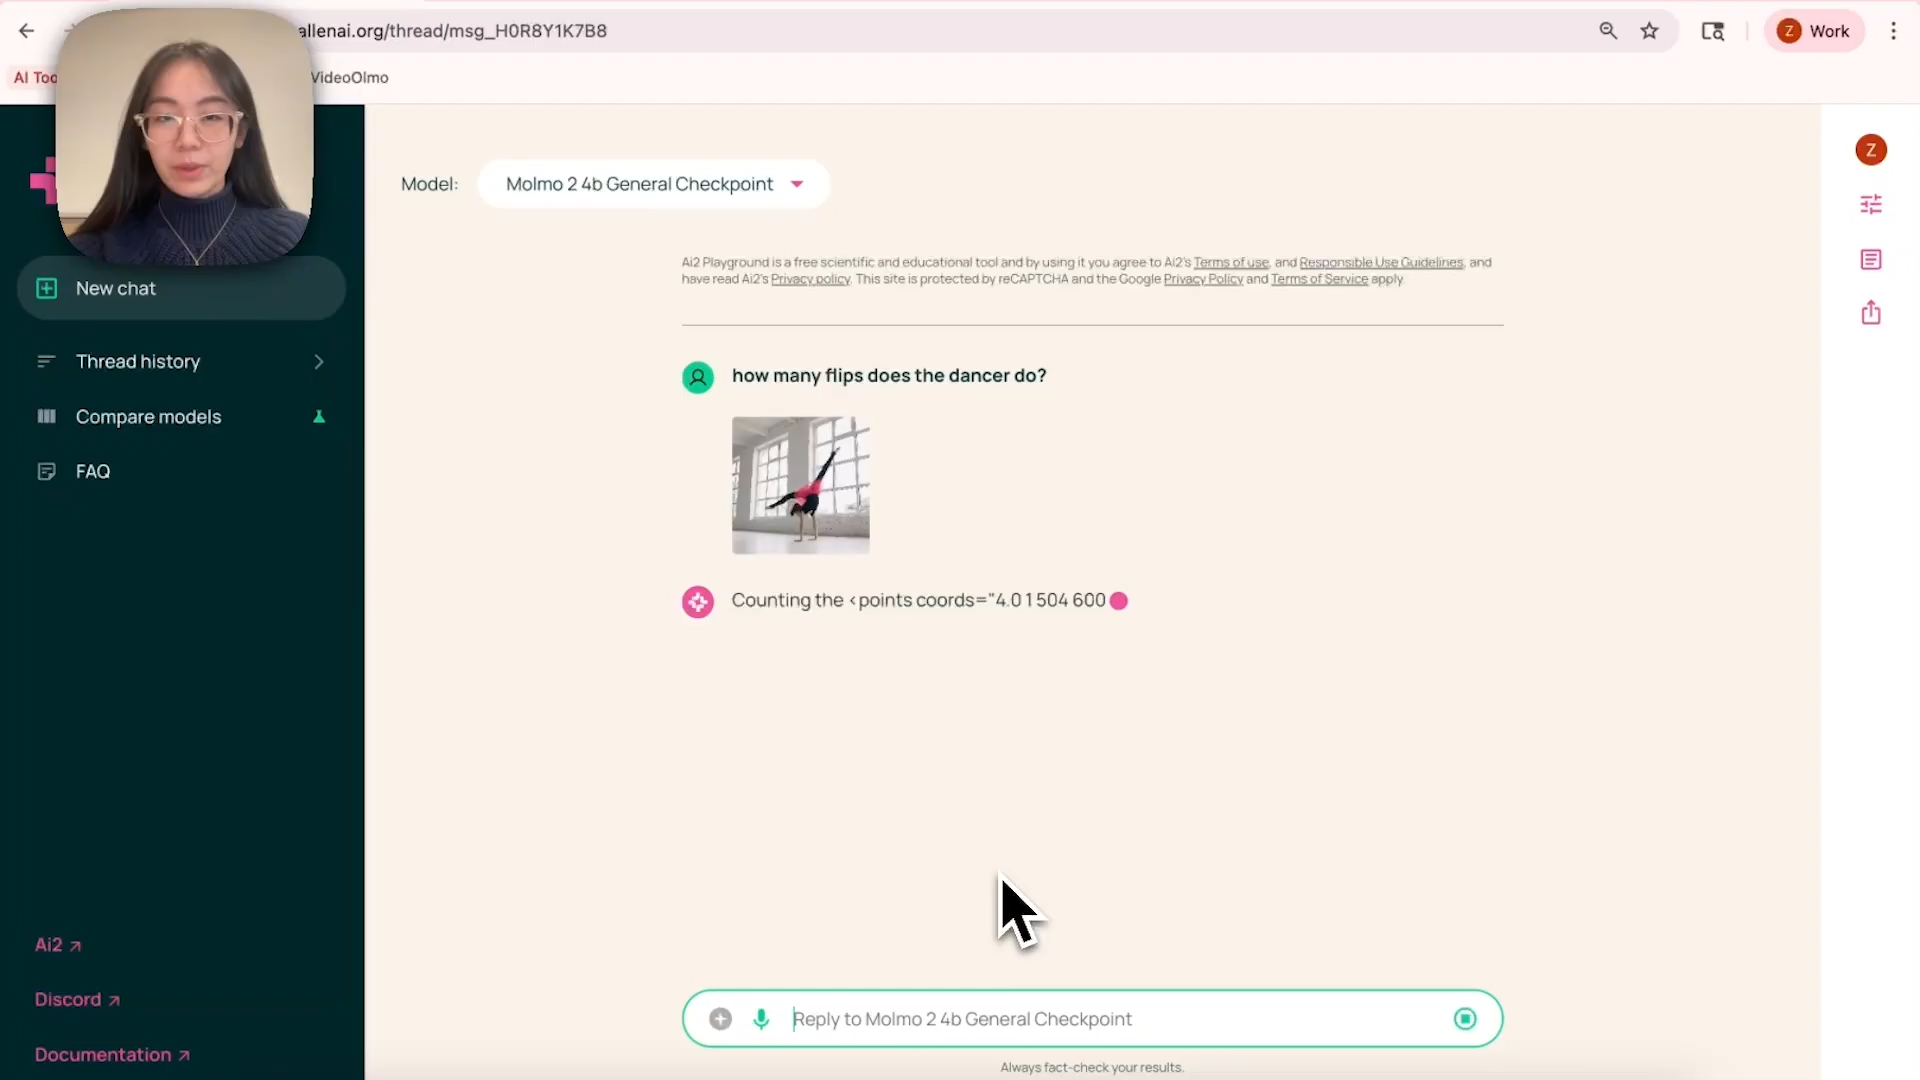 allenai.org/thread/msg_H0R8Y1K7B8
Z Work
AI Too
VideoOlmo
Model: Molmo 2 4b General Checkpoint
Z
Ai2 Playground is a free scientific and educational tool and by using it you agree to Ai2's Terms of use, and Responsible Use Guidelines, and
have read Ai2's Privacy policy. This site is protected by reCAPTCHA and the Google Privacy Policy and Terms of Service apply.
New chat
Thread history
Compare models
FAQ
how many flips does the dancer do?
Counting the <points coords="4.0 1 504 600
Ai2
Discord
Documentation
Reply to Molmo 2 4b General Checkpoint
Always fact-check your results.